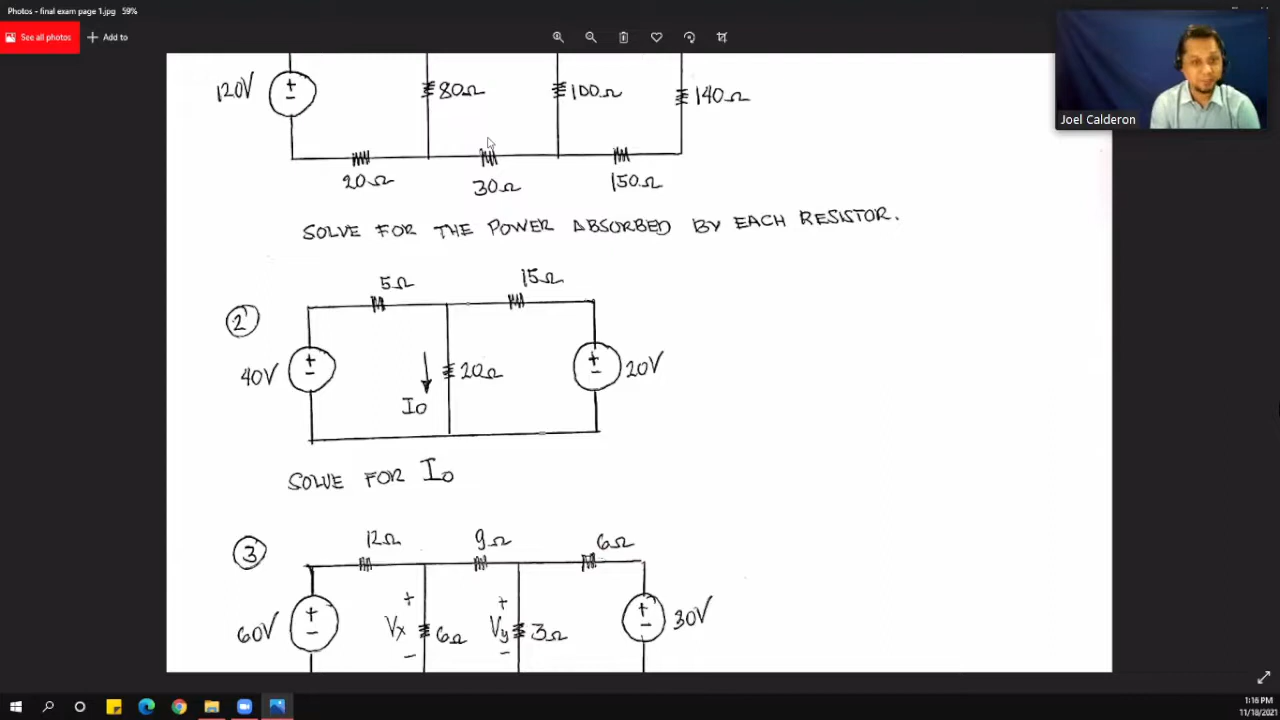 Photos - final exam page 1.jpg 59%
See all photos + Add to
Joel Calderon
120V + - 80Ω 100Ω 140Ω
20Ω 30Ω 150Ω
SOLVE FOR THE POWER ABSORBED BY EACH RESISTOR.
5Ω 15Ω
2
40V + - 20Ω + - 20V
Io
SOLVE FOR Io
12Ω 9Ω 6Ω
3
+ +
60V + - Vx 6Ω Vy 3Ω + - 30V
- -
1:16 PM
11/18/2021